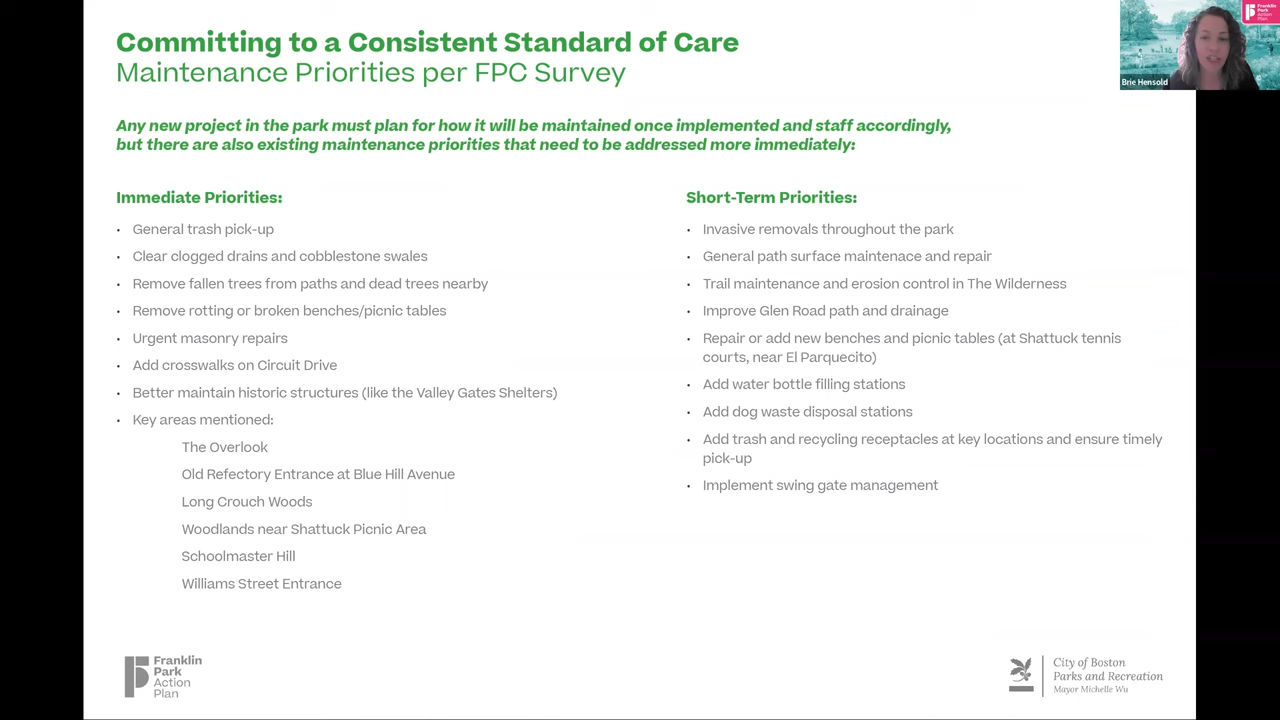 Committing to a Consistent Standard of Care
Maintenance Priorities per FPC Survey
Any new project in the park must plan for how it will be maintained once implemented and staff accordingly,
but there are also existing maintenance priorities that need to be addressed more immediately:
Immediate Priorities:
• General trash pick-up
• Clear clogged drains and cobblestone swales
• Remove fallen trees from paths and dead trees nearby
• Remove rotting or broken benches/picnic tables
• Urgent masonry repairs
• Add crosswalks on Circuit Drive
• Better maintain historic structures (like the Valley Gates Shelters)
• Key areas mentioned:
The Overlook
Old Refectory Entrance at Blue Hill Avenue
Long Crouch Woods
Woodlands near Shattuck Picnic Area
Schoolmaster Hill
Williams Street Entrance
Short-Term Priorities:
• Invasive removals throughout the park
• General path surface maintenace and repair
• Trail maintenance and erosion control in The Wilderness
• Improve Glen Road path and drainage
• Repair or add new benches and picnic tables (at Shattuck tennis
courts, near El Parquecito)
• Add water bottle filling stations
• Add dog waste disposal stations
• Add trash and recycling receptacles at key locations and ensure timely
pick-up
• Implement swing gate management
Franklin
Park
Action
Plan
City of Boston
Parks and Recreation
Mayor Michelle Wu
Brie Hensold
Franklin
Park
Action
Plan